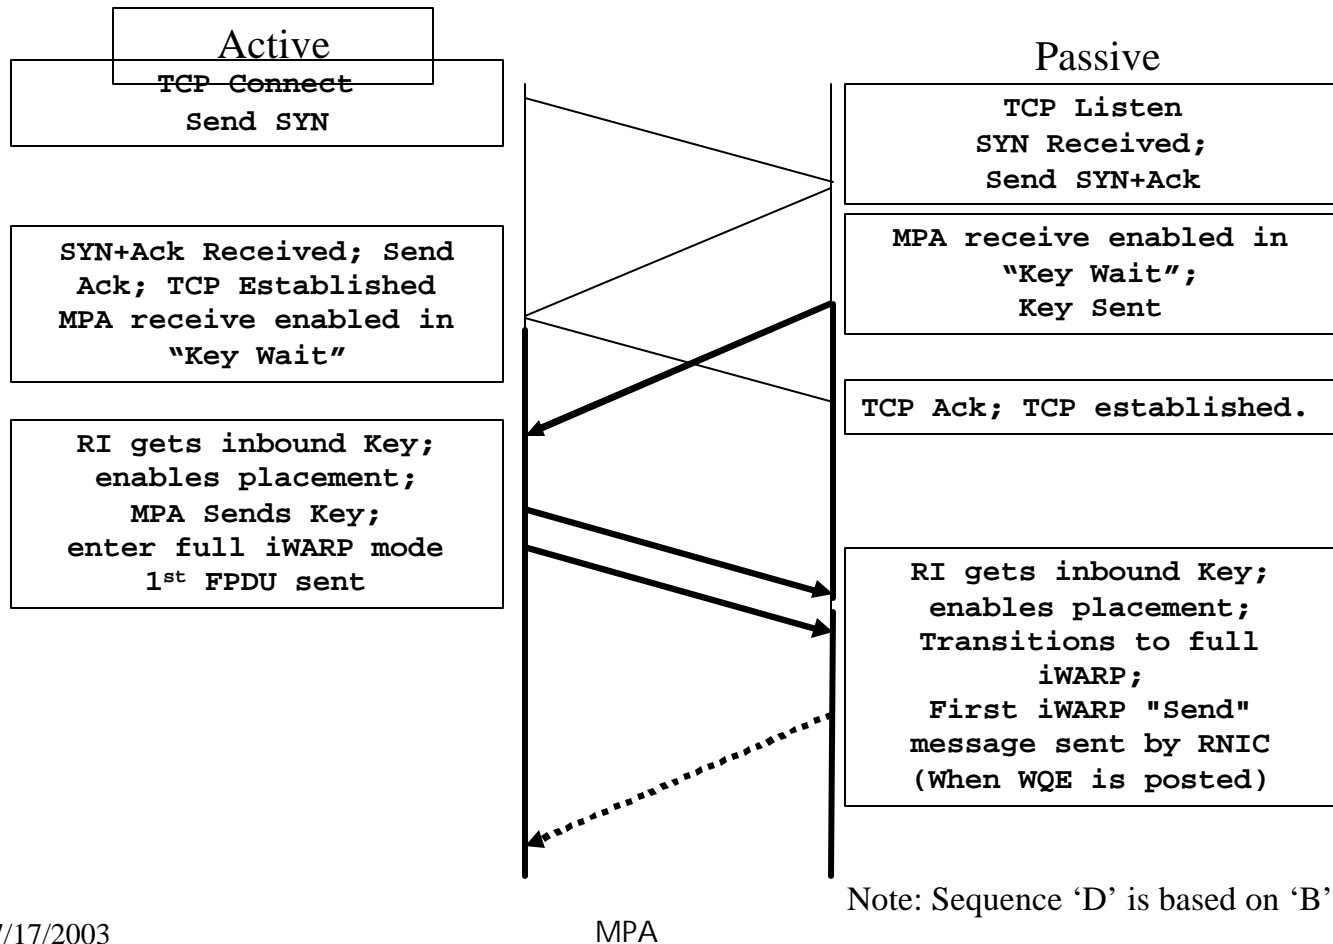 Active
TCP Connect
Send SYN
Passive
TCP Listen
SYN Received;
Send SYN+Ack
SYN+Ack Received; Send
Ack; TCP Established
MPA receive enabled in
“Key Wait”
MPA receive enabled in
“Key Wait”;
Key Sent
TCP Ack; TCP established.
RI gets inbound Key;
enables placement;
MPA Sends Key;
enter full iWARP mode
1st FPDU sent
RI gets inbound Key;
enables placement;
Transitions to full
iWARP;
First iWARP "Send"
message sent by RNIC
(When WQE is posted)
Note: Sequence ‘D’ is based on ‘B’
7/17/2003
MPA